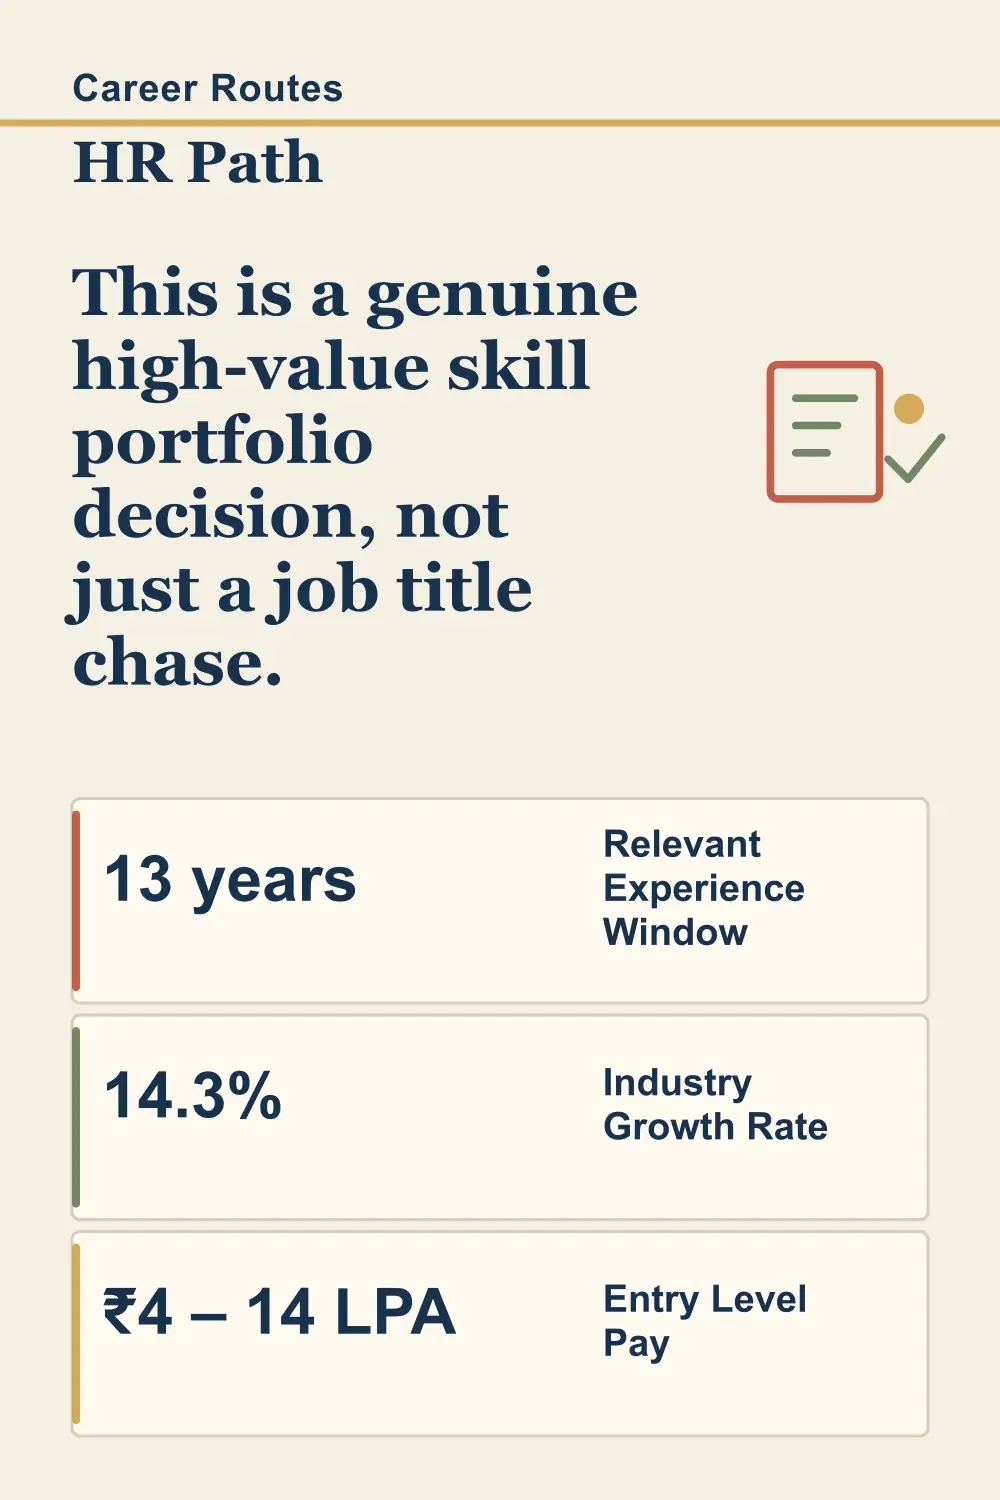 Career Routes
HR Path
This is a genuine
high-value skill
portfolio
decision, not
just a job title
chase.
13 years
Relevant
Experience
Window
14.3%
Industry
Growth Rate
₹4 – 14 LPA
Entry Level
Pay